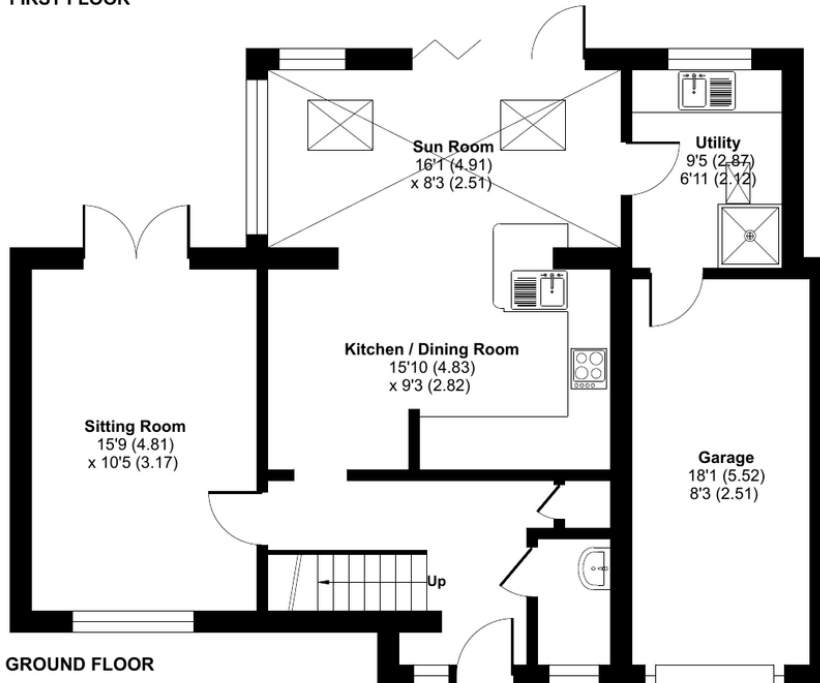 FIRST FLOOR
Sun Room
16'1 (4.91)
x 8'3 (2.51)
Utility
9'5 (2.87)
6'11 (2.12)
Kitchen / Dining Room
15'10 (4.83)
x 9'3 (2.82)
Sitting Room
15'9 (4.81)
x 10'5 (3.17)
Garage
18'1 (5.52)
8'3 (2.51)
Up
GROUND FLOOR